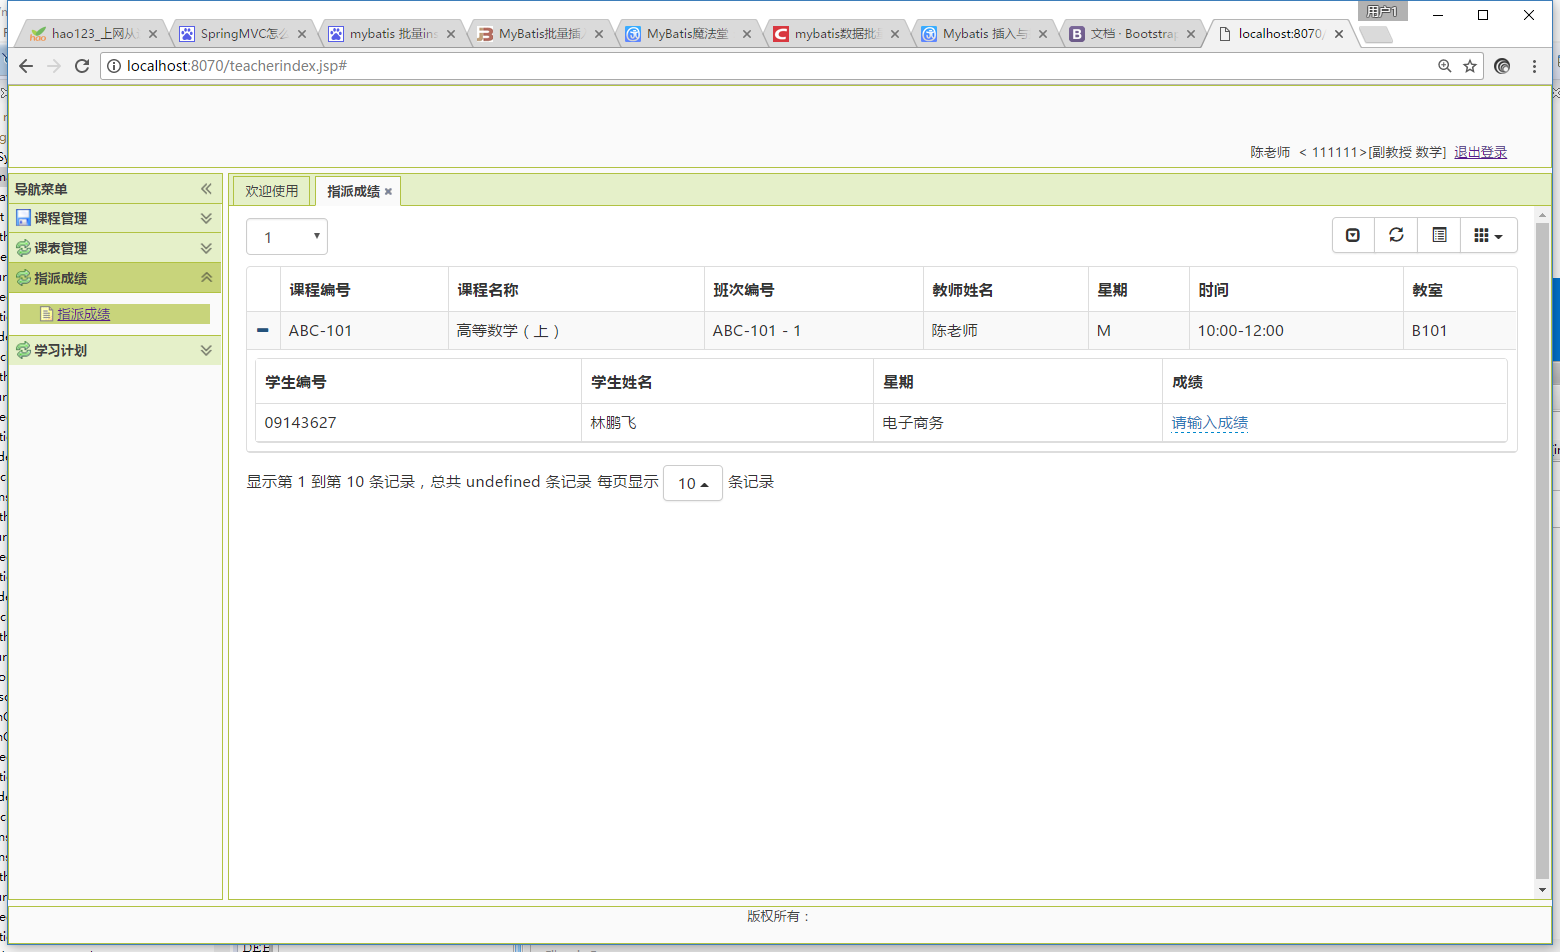 用户1
hao123_上网从
SpringMVC怎么
mybatis 批量ins
MyBatis批量插
MyBatis魔法堂
mybatis数据批
Mybatis 插入与
文档 · Bootstrap
localhost:8070/
localhost:8070/teacherindex.jsp#
陈老师 < 111111>[副教授 数学] 退出登录
导航菜单
课程管理
课表管理
指派成绩
指派成绩
学习计划
欢迎使用 指派成绩
1
课程编号 课程名称 班次编号 教师姓名 星期 时间 教室
ABC-101 高等数学（上） ABC-101 - 1 陈老师 M 10:00-12:00 B101
学生编号 学生姓名 星期 成绩
09143627 林鹏飞 电子商务 请输入成绩
显示第 1 到第 10 条记录，总共 undefined 条记录 每页显示 10 条记录
版权所有：